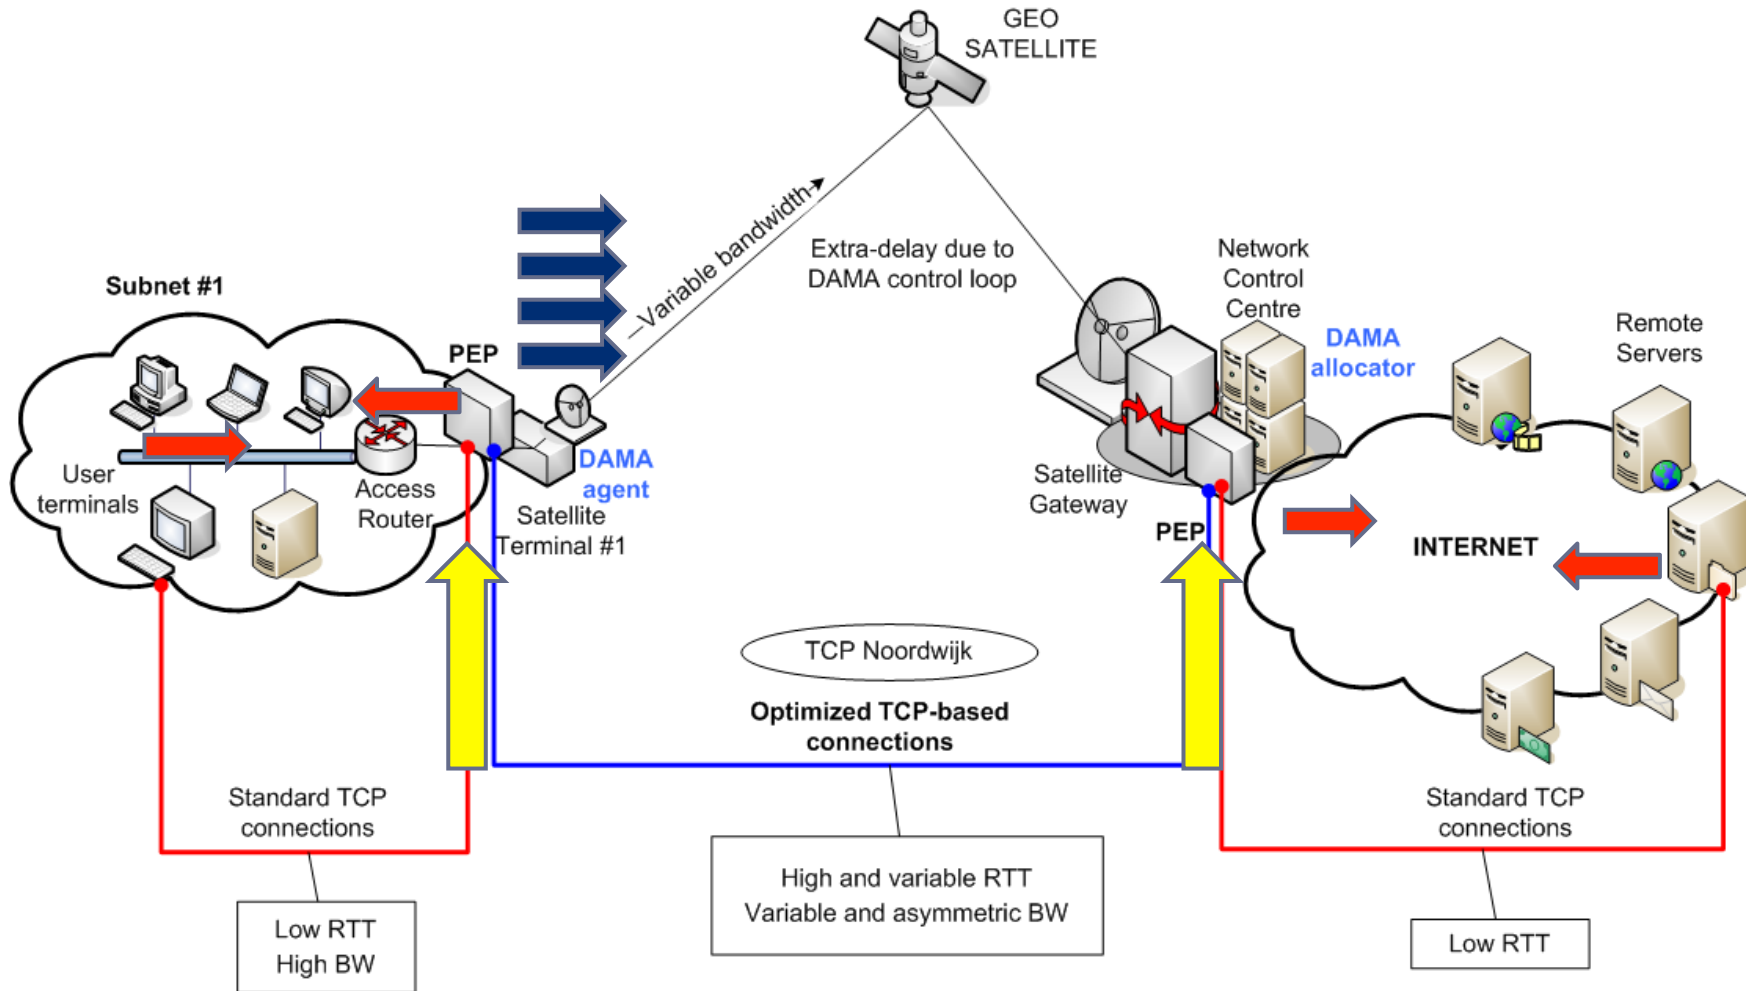 GEO
SATELLITE
Variable bandwidth
Extra-delay due to
DAMA control loop
Network
Control
Centre
Subnet #1
PEP
DAMA
allocator
Remote
Servers
User
terminals
Access
Router
DAMA
agent
Satellite
Terminal #1
Satellite
Gateway
PEP
INTERNET
TCP Noordwijk
Optimized TCP-based
connections
Standard TCP
connections
Standard TCP
connections
High and variable RTT
Variable and asymmetric BW
Low RTT
High BW
Low RTT